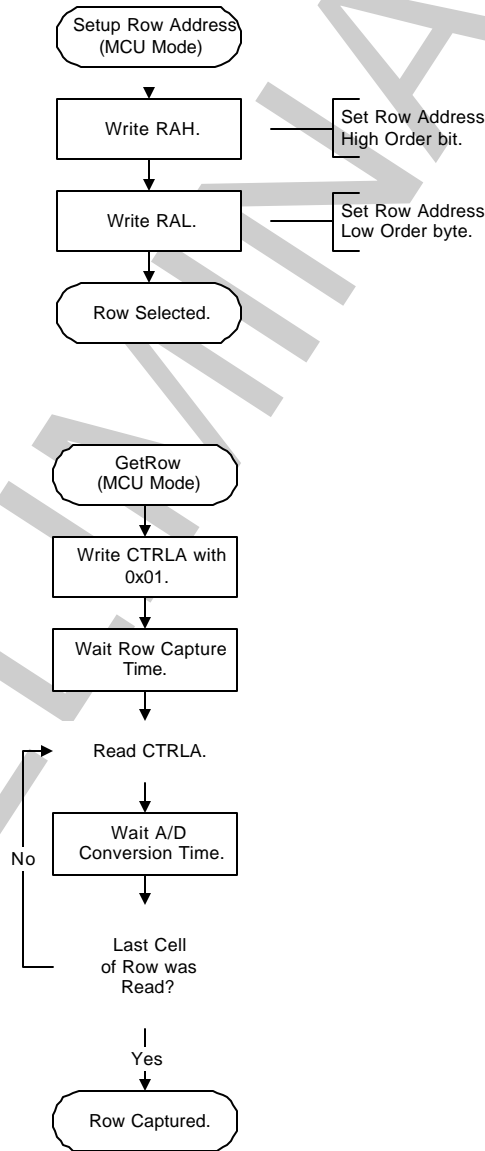 Setup Row Address
(MCU Mode)
Write RAH.
Set Row Address
High Order bit.
Write RAL.
Set Row Address
Low Order byte.
Row Selected.
GetRow
(MCU Mode)
Write CTRLA with
0x01.
Wait Row Capture
Time.
Read CTRLA.
Wait A/D
Conversion Time.
No
Last Cell
of Row was
Read?
Yes
Row Captured.